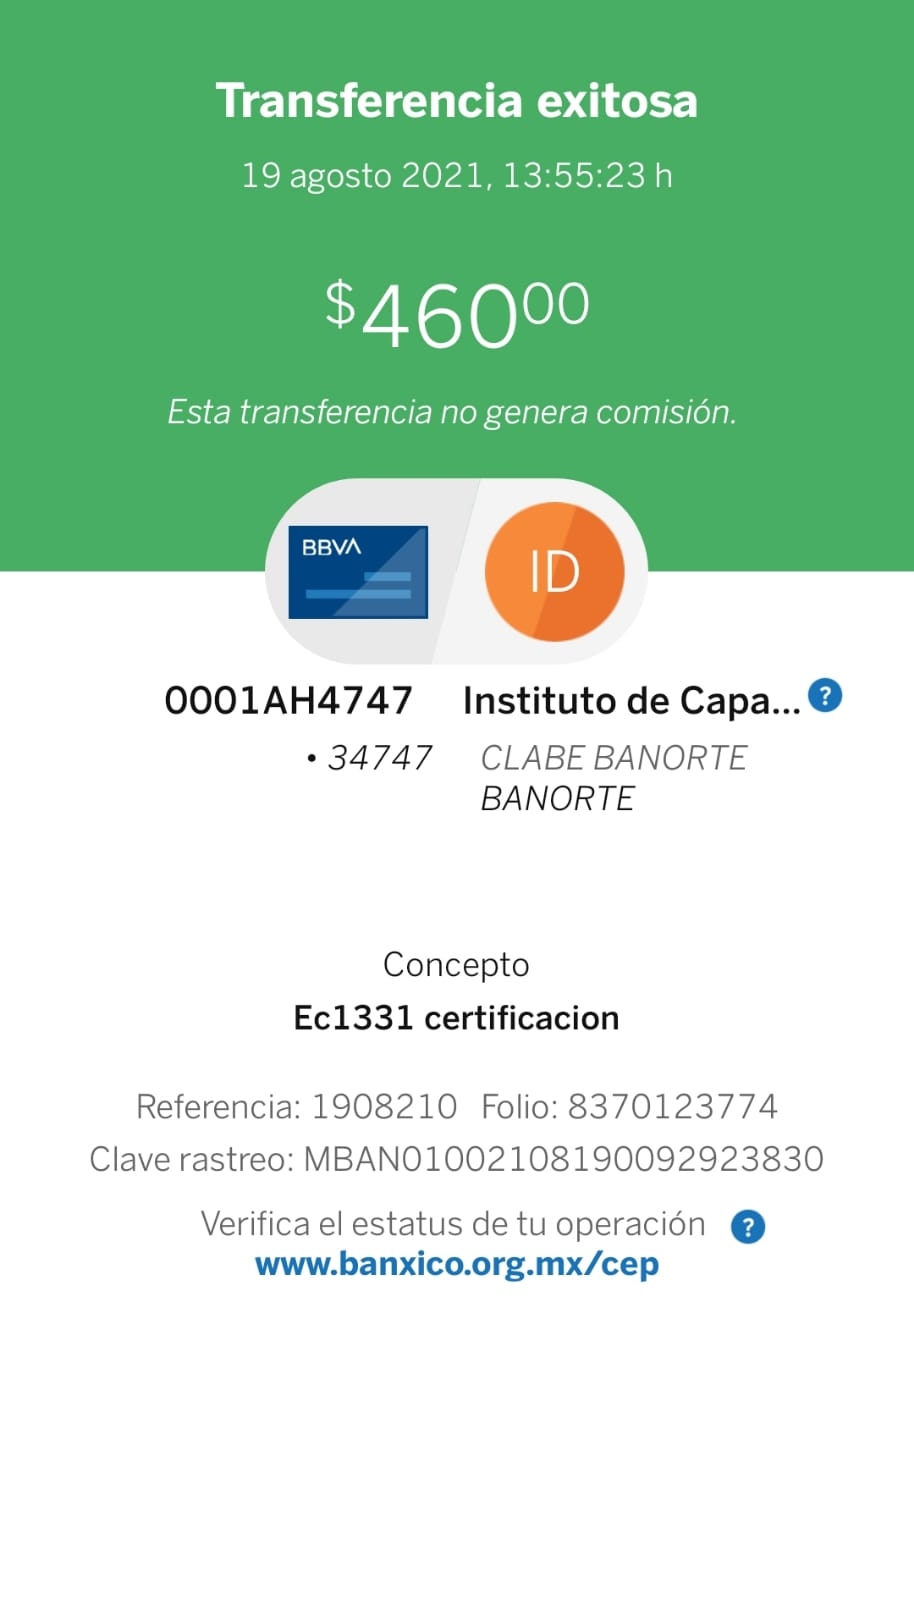 Transferencia exitosa
19 agosto 2021, 13:55:23 h
$460⁰⁰
Esta transferencia no genera comisión.
BBVA
ID
0001AH4747 Instituto de Capa... ?
• 34747 CLABE BANORTE
BANORTE
Concepto
Ec1331 certificacion
Referencia: 1908210 Folio: 8370123774
Clave rastreo: MBAN01002108190092923830
Verifica el estatus de tu operación ?
www.banxico.org.mx/cep